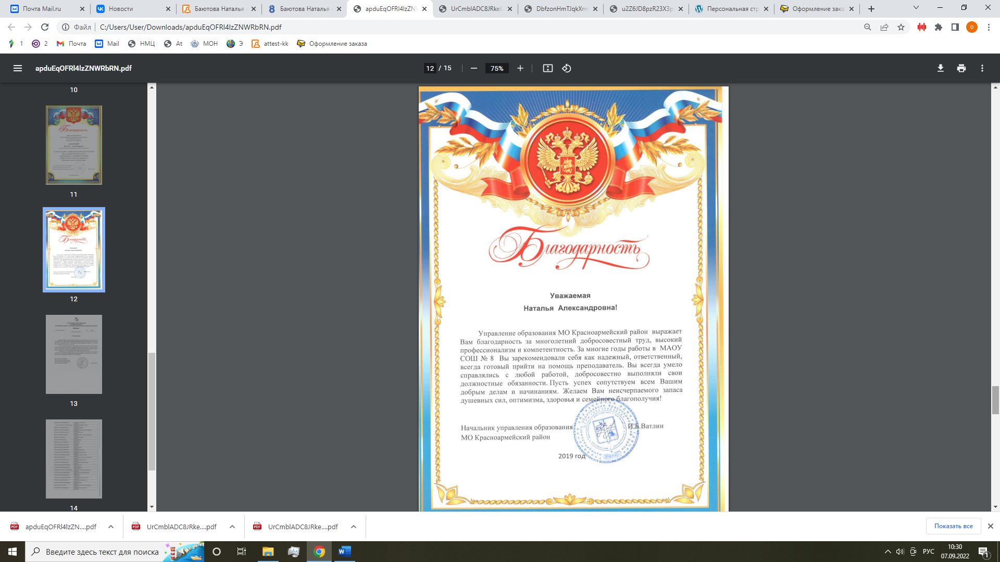 Почта Mail.ru
Новости
Баютова Наталья
Баютова Наталья
apduEqOFRl4lzZNW
UrCmblADC8JRkeU
DbfzonHmTJqkXrn
u2Z6JD8pzR23X3p
Персональная стр
Оформление зака
Файл
C:/Users/User/Downloads/apduEqOFRl4lzZNWRbRN.pdf
о
1
2
Почта
Mail
НМЦ
At
МОН
Э
attest-kk
Оформление заказа
apduEqOFRl4lzZNWRbRN.pdf
12 / 15
75%
10
Благодарность
11
Благодарность
12
13
14
Благодарность
Уважаемая
Наталья Александровна!
Управление образования МО Красноармейский район выражает
Вам благодарность за многолетний добросовестный труд, высокий
профессионализм и компетентность. За многие годы работы в МАОУ
СОШ № 8 Вы зарекомендовали себя как надежный, ответственный,
всегда готовый прийти на помощь преподаватель. Вы всегда умело
справлялись с любой работой, добросовестно выполняли свои
должностные обязанности. Пусть успех сопутствуем всем Вашим
добрым делам и начинаниям. Желаем Вам неисчерпаемого запаса
душевных сил, оптимизма, здоровья и семейного благополучия!
Начальник управления образования И.Б.Ватлин
МО Красноармейский район
2019 год
apduEqOFRl4lzZN....pdf
UrCmblADC8JRke....pdf
UrCmblADC8JRke....pdf
Показать все
Введите здесь текст для поиска
РУС
10:30
07.09.2022
1